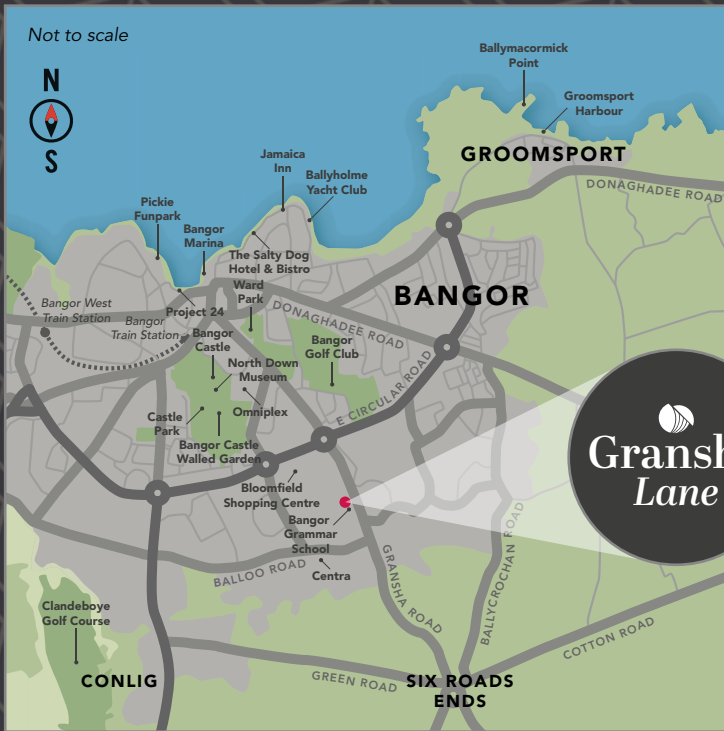 Not to scale
N
S
Ballymacormick
Point
Groomsport
Harbour
GROOMSPORT
DONAGHADEE ROAD
Jamaica
Inn
Ballyholme
Yacht Club
Pickie
Funpark
Bangor
Marina
The Salty Dog
Hotel & Bistro
Ward
Park
BANGOR
Bangor West
Train Station
Project 24
Bangor
Train Station
DONAGHADEE ROAD
Bangor
Castle
Bangor
Golf Club
North Down
Museum
E CIRCULAR ROAD
Castle
Park
Omniplex
Bangor Castle
Walled Garden
Bloomfield
Shopping Centre
Bangor
Grammar
School
Centra
Gransh
Lane
BALLOO ROAD
GRANSHA ROAD
BALLYCROCHAN ROAD
COTTON ROAD
Clandeboye
Golf Course
CONLIG
GREEN ROAD
SIX ROADS
ENDS